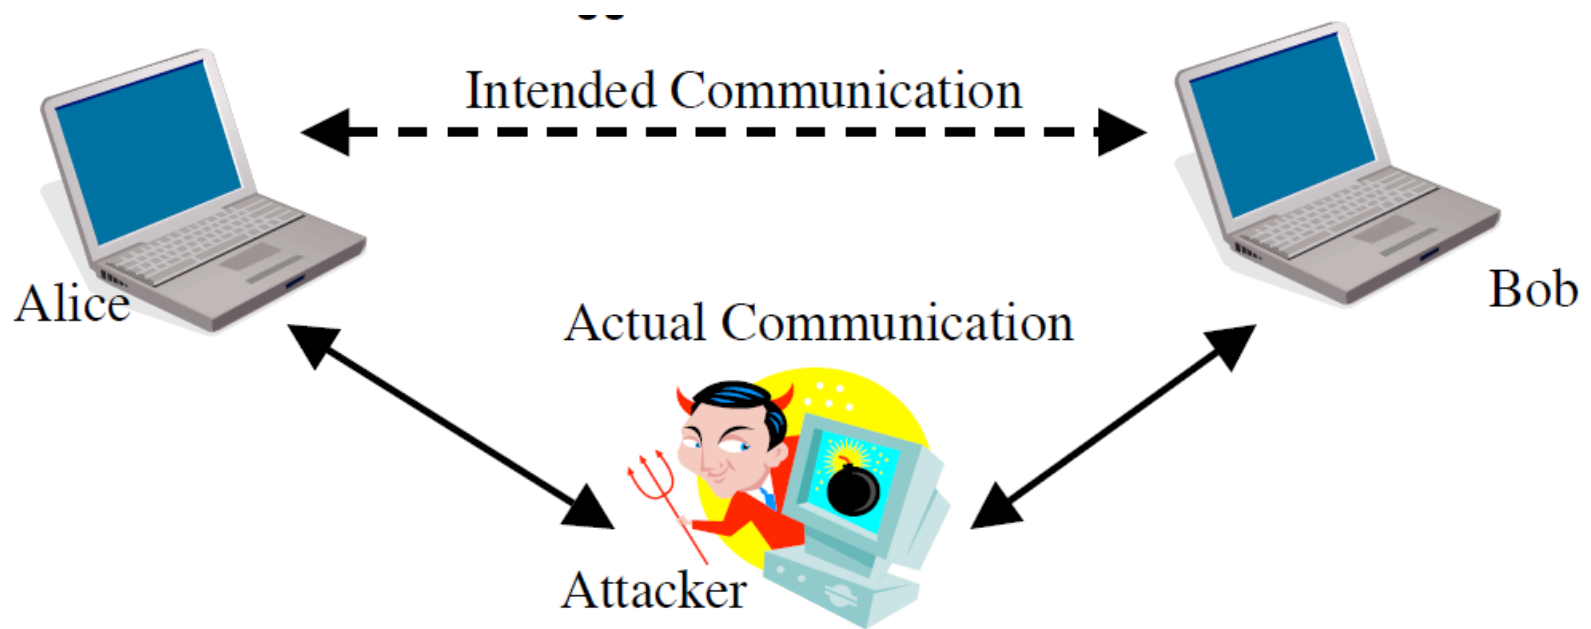 Intended Communication
Alice
Bob
Actual Communication
Attacker